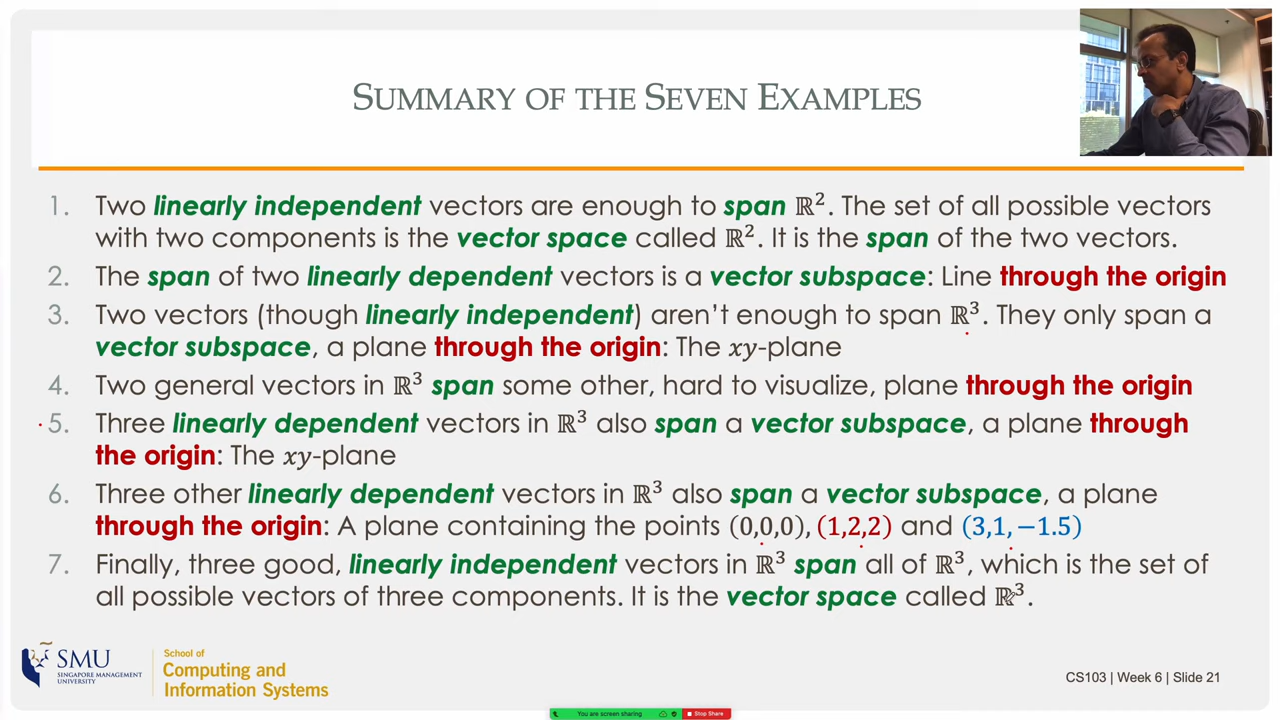 SUMMARY OF THE SEVEN EXAMPLES
1. Two linearly independent vectors are enough to span ℝ². The set of all possible vectors
with two components is the vector space called ℝ². It is the span of the two vectors.
2. The span of two linearly dependent vectors is a vector subspace: Line through the origin
3. Two vectors (though linearly independent) aren't enough to span ℝ³. They only span a
vector subspace, a plane through the origin: The xy-plane
4. Two general vectors in ℝ³ span some other, hard to visualize, plane through the origin
5. Three linearly dependent vectors in ℝ³ also span a vector subspace, a plane through
the origin: The xy-plane
6. Three other linearly dependent vectors in ℝ³ also span a vector subspace, a plane
through the origin: A plane containing the points (0,0,0), (1,2,2) and (3,1,−1.5)
7. Finally, three good, linearly independent vectors in ℝ³ span all of ℝ³, which is the set of
all possible vectors of three components. It is the vector space called ℝ³.
SMU
SINGAPORE MANAGEMENT
UNIVERSITY
School of
Computing and
Information Systems
CS103 | Week 6 | Slide 21
You are screen sharing
Stop Share